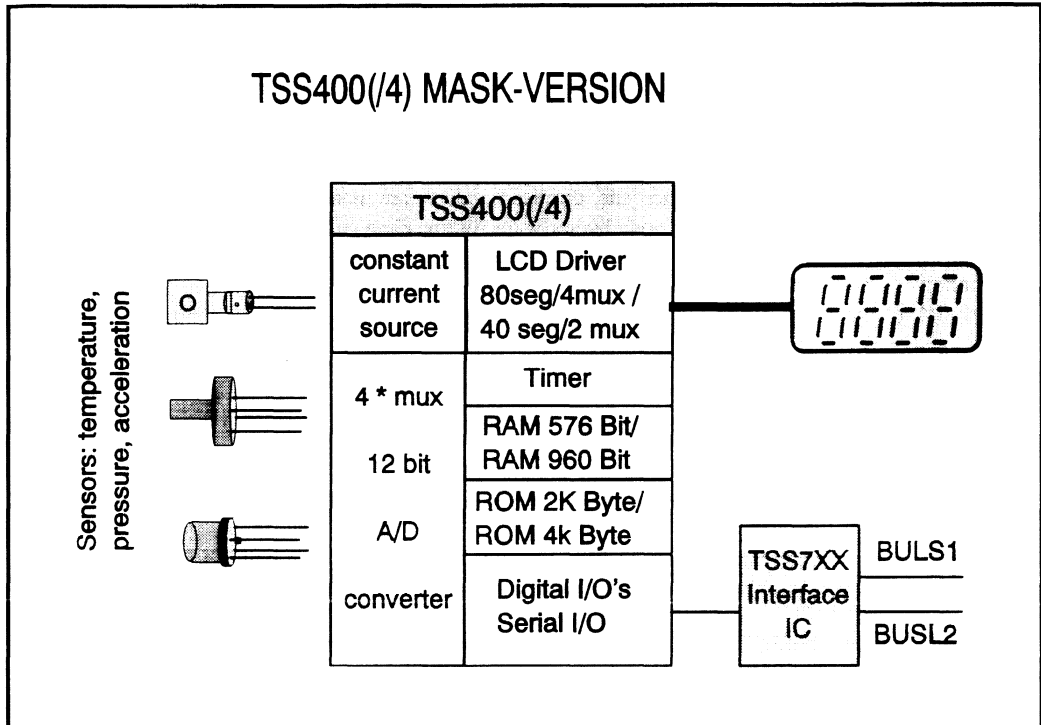 TSS400(/4) MASK-VERSION
TSS400(/4)
constant
current
source
LCD Driver
80seg/4mux /
40 seg/2 mux
4 * mux
12 bit
A/D
converter
Timer
RAM 576 Bit/
RAM 960 Bit
ROM 2K Byte/
ROM 4k Byte
Digital I/O's
Serial I/O
Sensors: temperature,
pressure, acceleration
TSS7XX
Interface
IC
BULS1
BUSL2